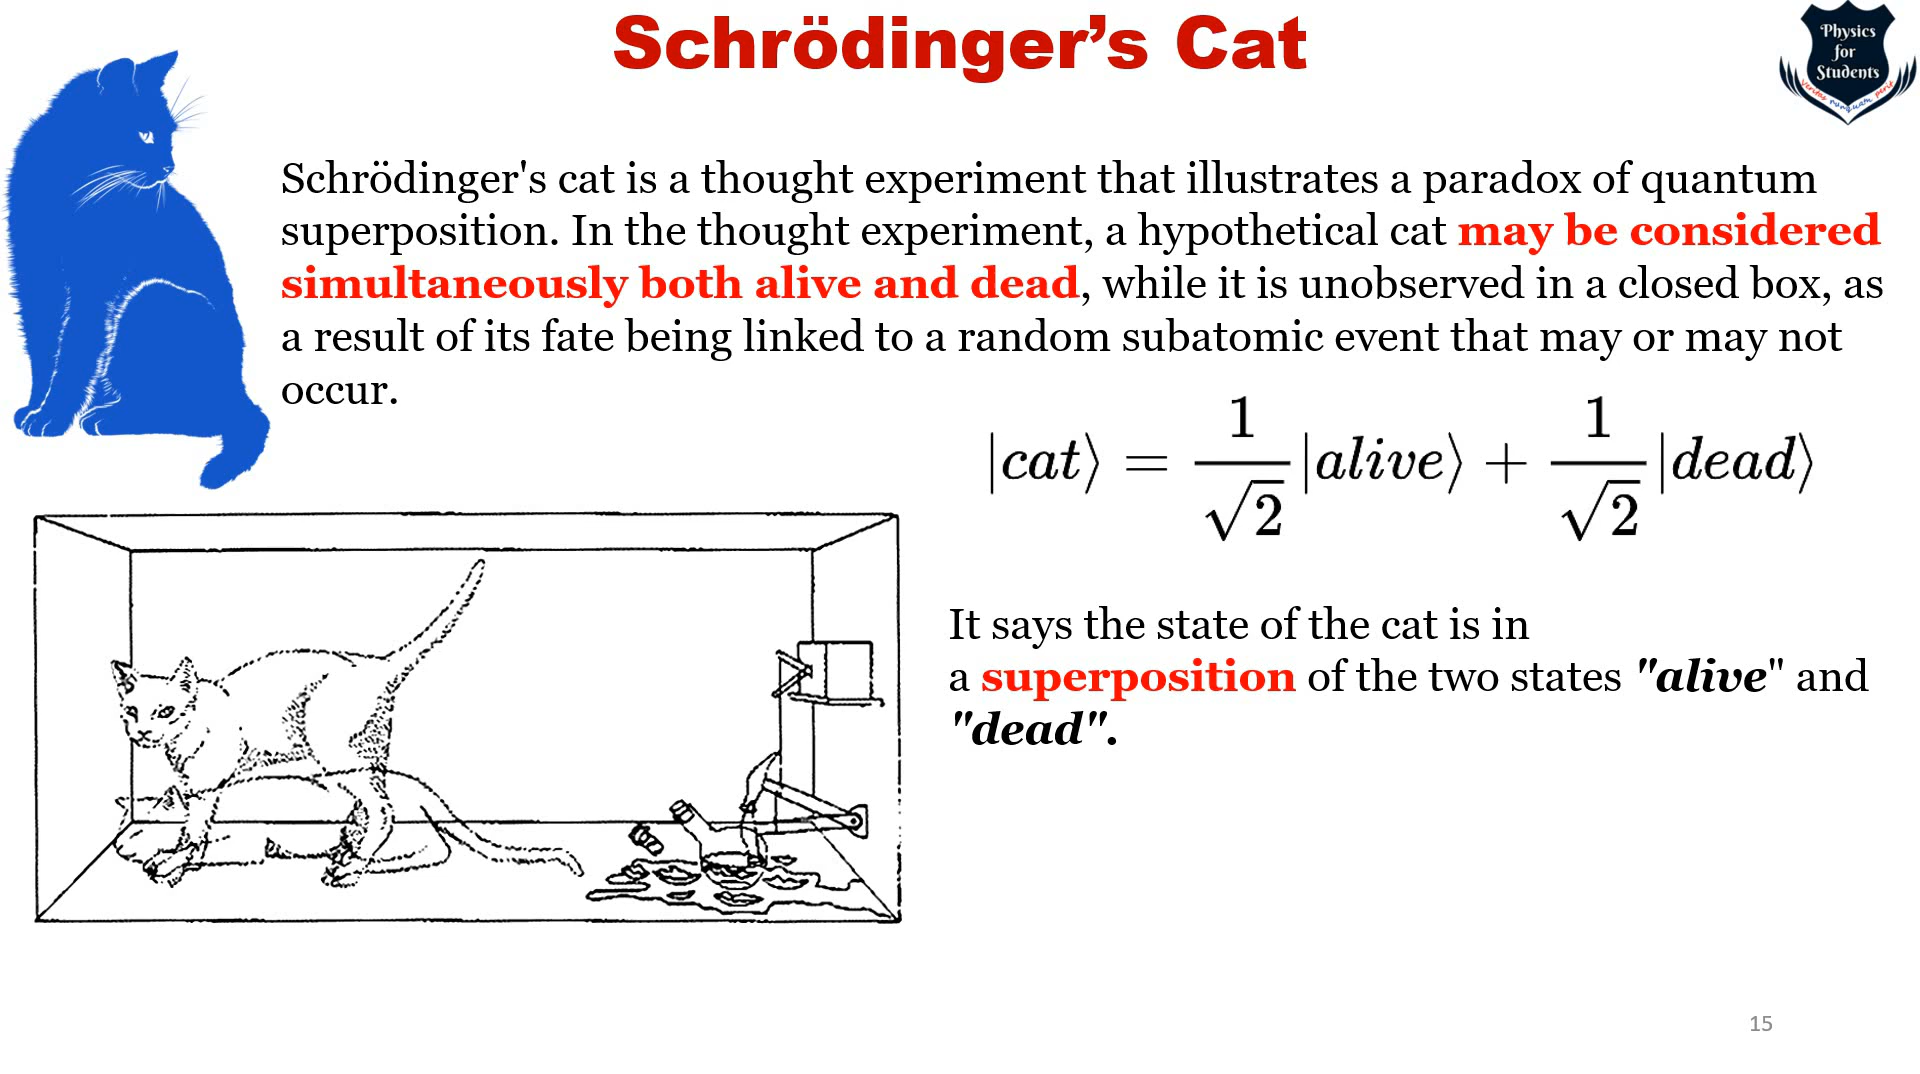 Schrödinger's Cat
Physics
for
Students
veritas nunquam perit
Schrödinger's cat is a thought experiment that illustrates a paradox of quantum
superposition. In the thought experiment, a hypothetical cat may be considered
simultaneously both alive and dead, while it is unobserved in a closed box, as
a result of its fate being linked to a random subatomic event that may or may not
occur.
|cat⟩ = 1/√2 |alive⟩ + 1/√2 |dead⟩
It says the state of the cat is in
a superposition of the two states "alive" and
"dead".
15